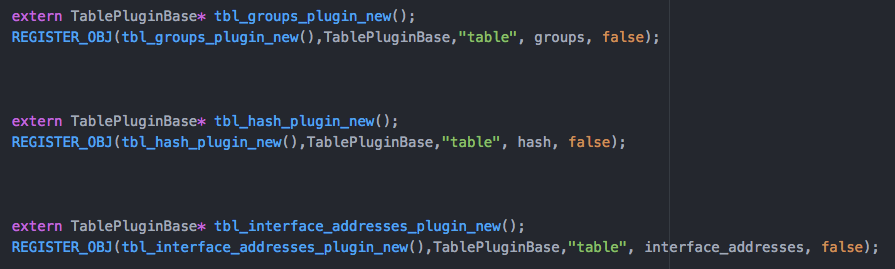 extern TablePluginBase* tbl_groups_plugin_new();
REGISTER_OBJ(tbl_groups_plugin_new(),TablePluginBase,"table", groups, false);
extern TablePluginBase* tbl_hash_plugin_new();
REGISTER_OBJ(tbl_hash_plugin_new(),TablePluginBase,"table", hash, false);
extern TablePluginBase* tbl_interface_addresses_plugin_new();
REGISTER_OBJ(tbl_interface_addresses_plugin_new(),TablePluginBase,"table", interface_addresses, false);